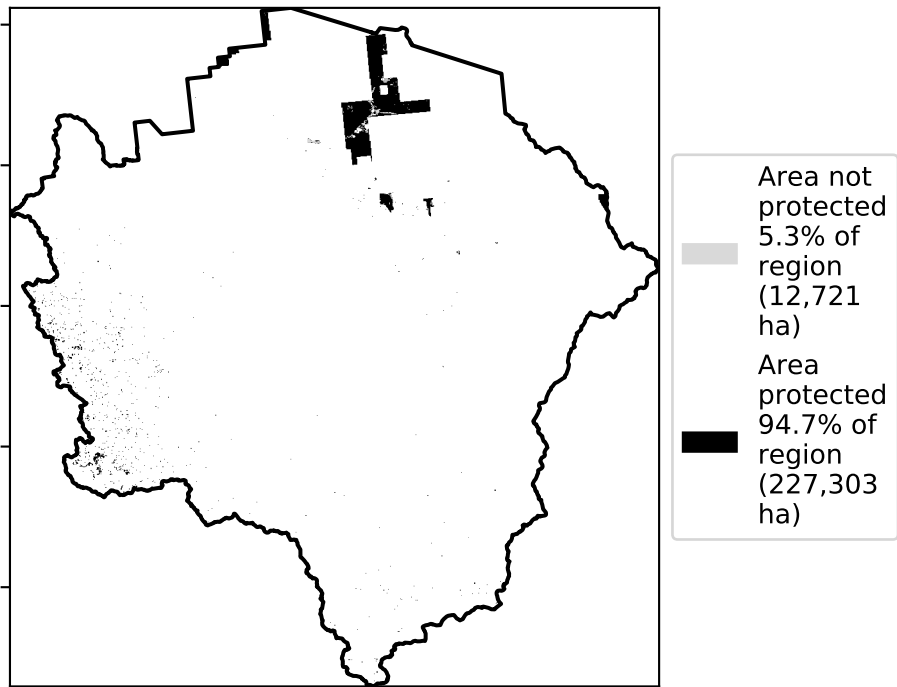 Area not
protected
5.3% of
region
(12,721
ha)
Area
protected
94.7% of
region
(227,303
ha)